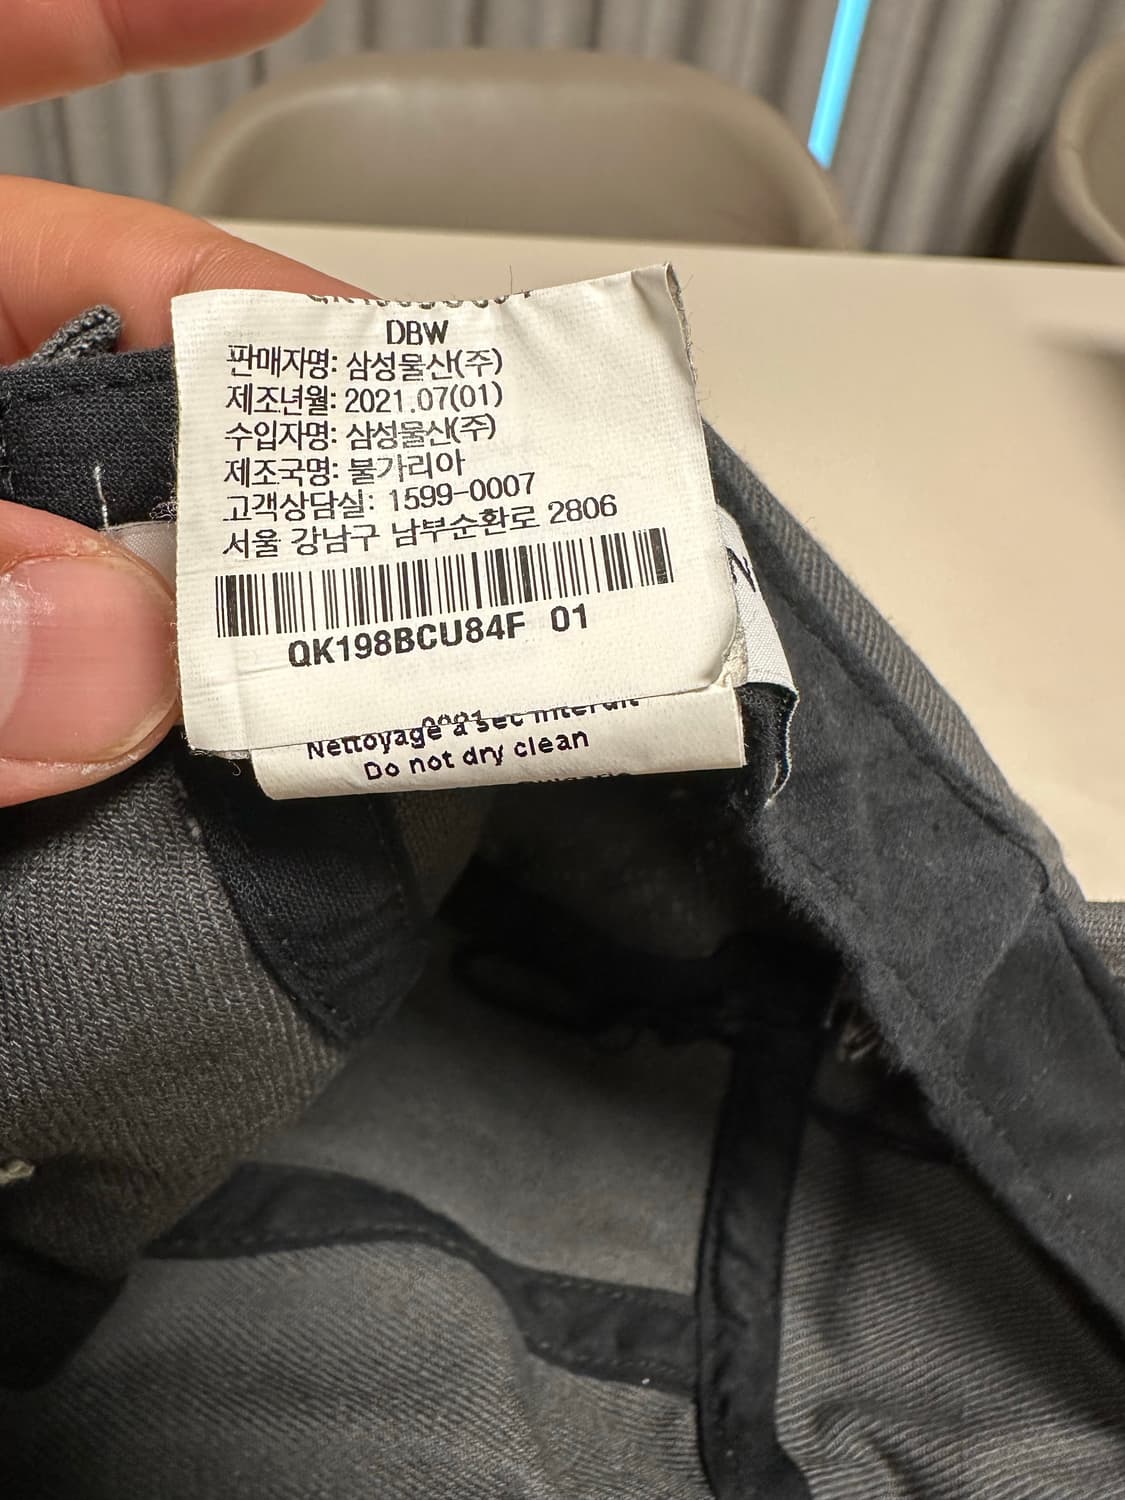 DBW
판매자명: 삼성물산(주)
제조년월: 2021.07(01)
수입자명: 삼성물산(주)
제조국명: 불가리아
고객상담실: 1599-0007
서울 강남구 남부순환로 2806
QK198BCU84F 01
Nettoyage a sec interdit
Do not dry clean